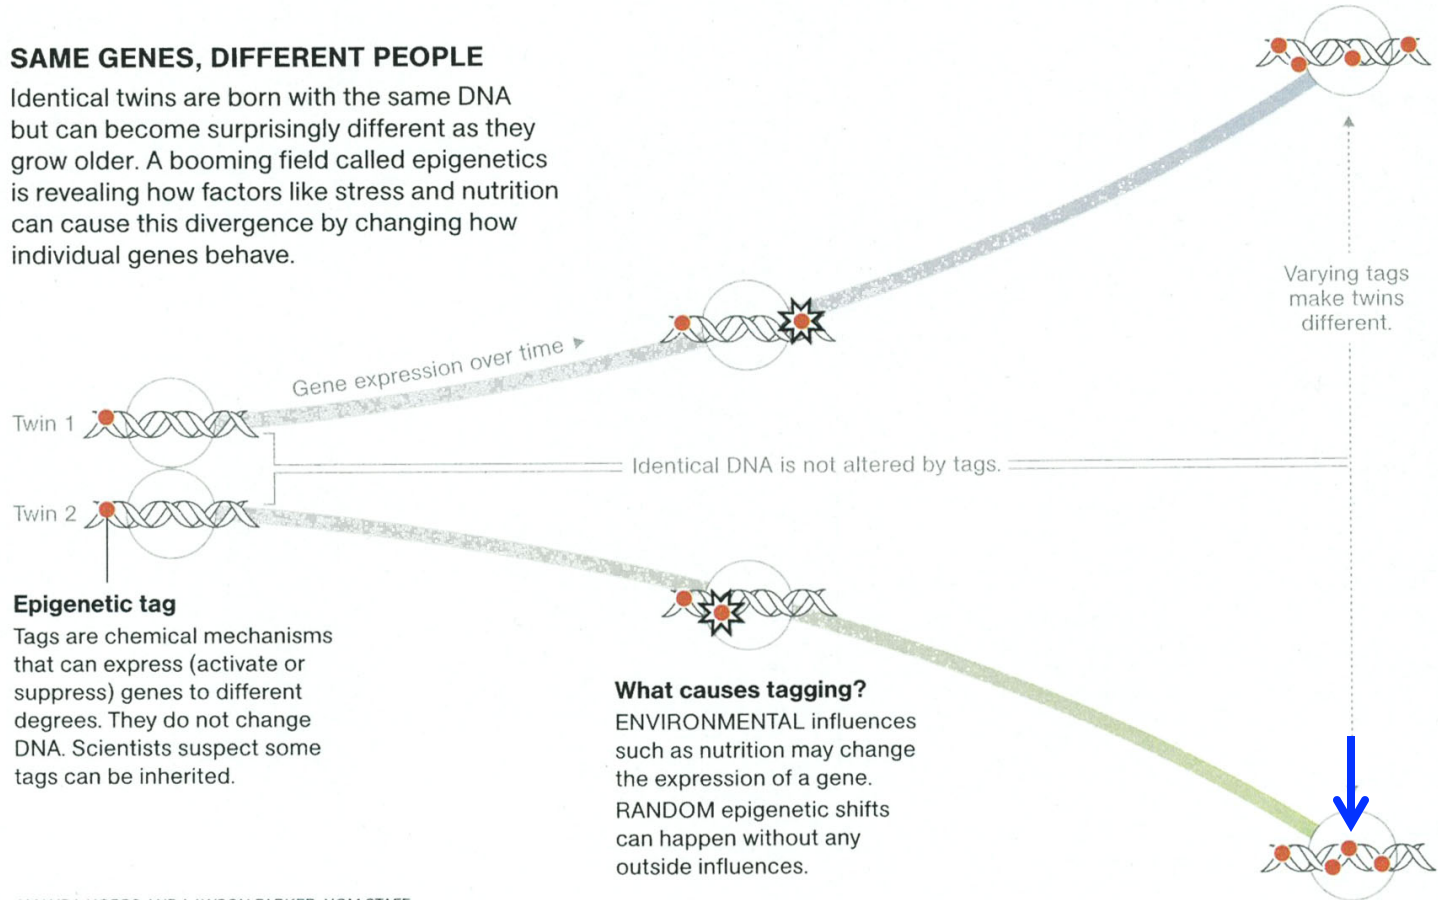 SAME GENES, DIFFERENT PEOPLE
Identical twins are born with the same DNA
but can become surprisingly different as they
grow older. A booming field called epigenetics
is revealing how factors like stress and nutrition
can cause this divergence by changing how
individual genes behave.
Varying tags
make twins
different.
Gene expression over time
Twin 1
Identical DNA is not altered by tags.
Twin 2
Epigenetic tag
Tags are chemical mechanisms
that can express (activate or
suppress) genes to different
degrees. They do not change
DNA. Scientists suspect some
tags can be inherited.
What causes tagging?
ENVIRONMENTAL influences
such as nutrition may change
the expression of a gene.
RANDOM epigenetic shifts
can happen without any
outside influences.